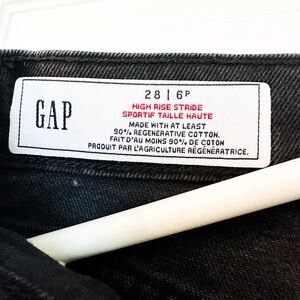 GAP
28 | 6P
HIGH RISE STRIDE
SPORTIF TAILLE HAUTE
MADE WITH AT LEAST
90% REGENERATIVE COTTON.
FAIT D'AU MOINS 90% DE COTON
PRODUIT PAR L'AGRICULTURE RÉGÉNÉRATRICE.